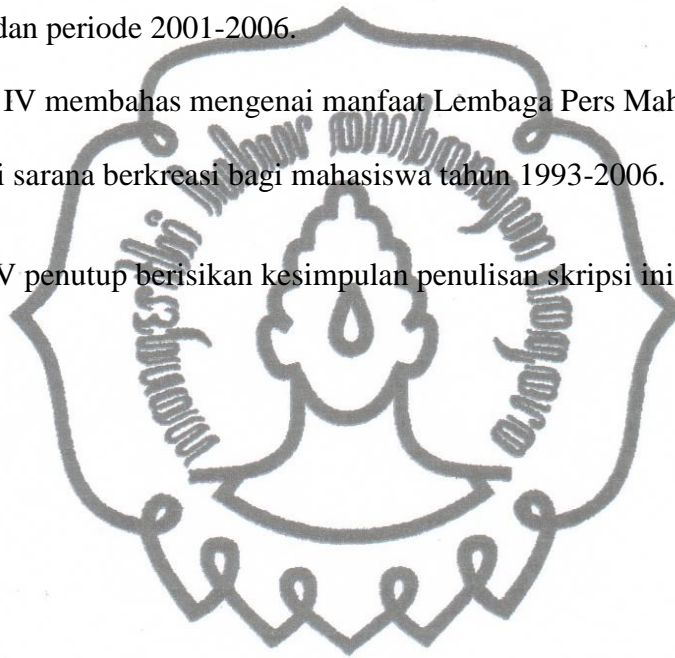 dan periode 2001-2006.
IV membahas mengenai manfaat Lembaga Pers Mah
i sarana berkreasi bagi mahasiswa tahun 1993-2006.
V penutup berisikan kesimpulan penulisan skripsi ini